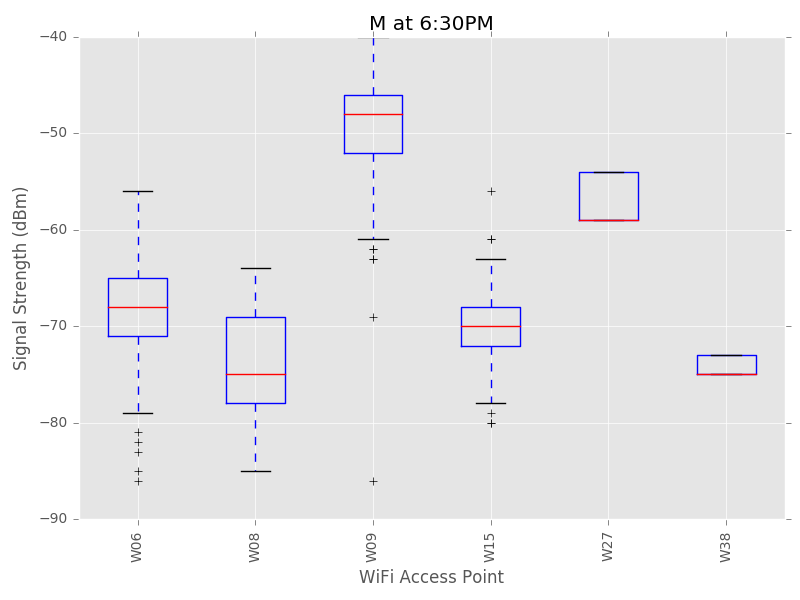 M at 6:30PM
−40
−50
−60
−70
−80
−90
Signal Strength (dBm)
W06
W08
W09
W15
W27
W38
WiFi Access Point